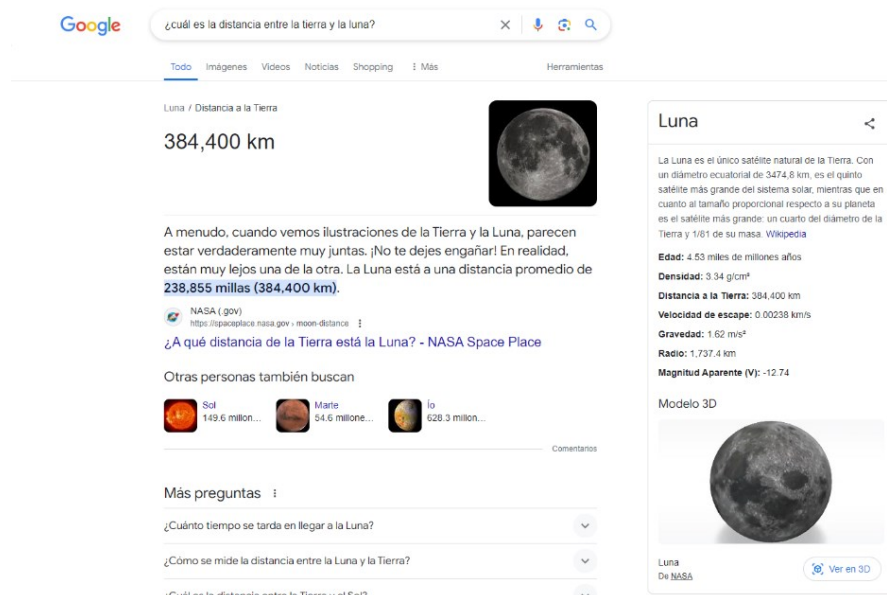 Google
¿cuál es la distancia entre la tierra y la luna?
Todo Imágenes Videos Noticias Shopping Más Herramientas
Luna / Distancia a la Tierra
384,400 km
A menudo, cuando vemos ilustraciones de la Tierra y la Luna, parecen
estar verdaderamente muy juntas. ¡No te dejes engañar! En realidad,
están muy lejos una de la otra. La Luna está a una distancia promedio de
238,855 millas (384,400 km).
NASA (.gov)
https://spaceplace.nasa.gov › moon-distance
¿A qué distancia de la Tierra está la Luna? - NASA Space Place
Otras personas también buscan
Sol
149.6 millon...
Marte
54.6 millone...
Ío
628.3 millon...
Comentarios
Más preguntas
¿Cuánto tiempo se tarda en llegar a la Luna?
¿Cómo se mide la distancia entre la Luna y la Tierra?
¿Cuál es la distancia entre la Tierra y el Sol?
Luna
La Luna es el único satélite natural de la Tierra. Con
un diámetro ecuatorial de 3474,8 km, es el quinto
satélite más grande del sistema solar, mientras que en
cuanto al tamaño proporcional respecto a su planeta
es el satélite más grande: un cuarto del diámetro de la
Tierra y 1/81 de su masa. Wikipedia
Edad: 4.53 miles de millones años
Densidad: 3.34 g/cm³
Distancia a la Tierra: 384,400 km
Velocidad de escape: 0.00238 km/s
Gravedad: 1.62 m/s²
Radio: 1,737.4 km
Magnitud Aparente (V): -12.74
Modelo 3D
Luna
De NASA
Ver en 3D